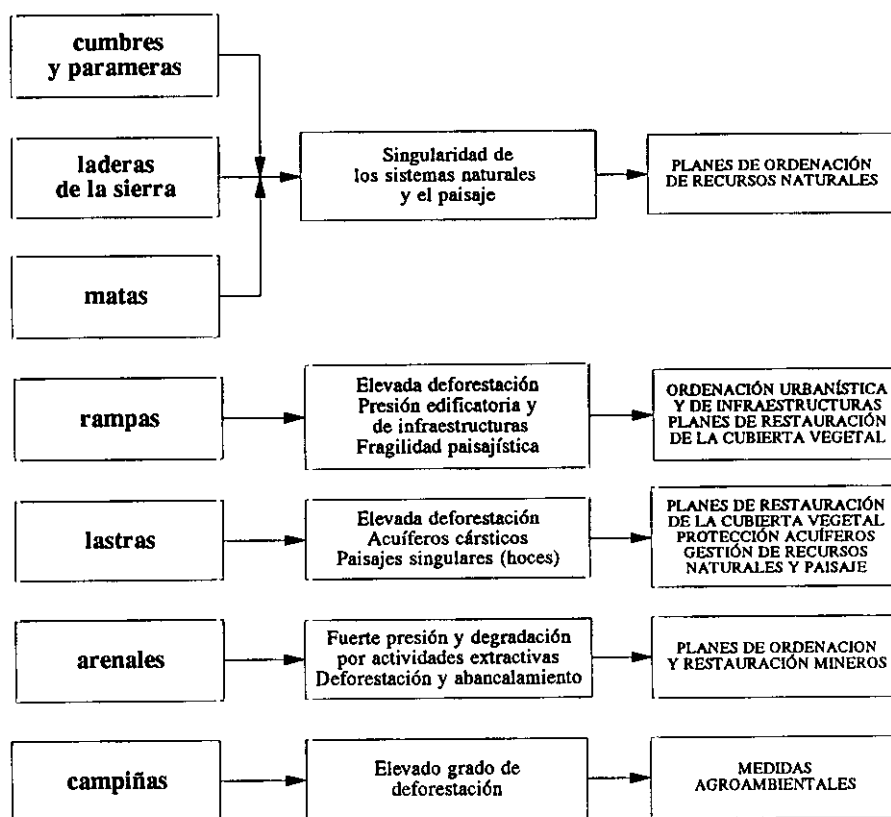 cumbres
y parameras
laderas
de la sierra
matas
Singularidad de
los sistemas naturales
y el paisaje
PLANES DE ORDENACIÓN
DE RECURSOS NATURALES
rampas
Elevada deforestación
Presión edificatoria y
de infraestructuras
Fragilidad paisajística
ORDENACIÓN URBANÍSTICA
Y DE INFRAESTRUCTURAS
PLANES DE RESTAURACIÓN
DE LA CUBIERTA VEGETAL
lastras
Elevada deforestación
Acuíferos cársticos
Paisajes singulares (hoces)
PLANES DE RESTAURACIÓN
DE LA CUBIERTA VEGETAL
PROTECCIÓN ACUÍFEROS
GESTIÓN DE RECURSOS
NATURALES Y PAISAJE
arenales
Fuerte presión y degradación
por actividades extractivas
Deforestación y abancalamiento
PLANES DE ORDENACION
Y RESTAURACIÓN MINEROS
campiñas
Elevado grado de
deforestación
MEDIDAS
AGROAMBIENTALES